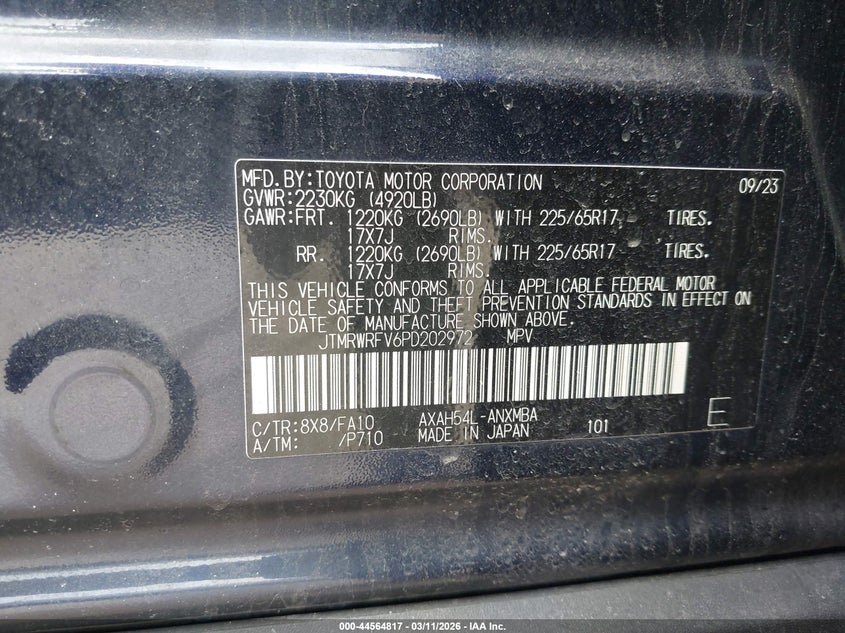 MFD.BY:TOYOTA MOTOR CORPORATION 09/23
GVWR:2230KG (4920LB)
GAWR:FRT. 1220KG (2690LB) WITH 225/65R17 TIRES.
17X7J RIMS.
RR. 1220KG (2690LB) WITH 225/65R17 TIRES.
17X7J RIMS.
THIS VEHICLE CONFORMS TO ALL APPLICABLE FEDERAL MOTOR
VEHICLE SAFETY AND THEFT PREVENTION STANDARDS IN EFFECT ON
THE DATE OF MANUFACTURE SHOWN ABOVE.
JTMRWRFV6PD202972 MPV
C/TR:8X8/FA10 AXAH54L-ANXMBA
A/TM: /P710 MADE IN JAPAN 101 E
000-44564817 - 03/11/2026 - IAA Inc.